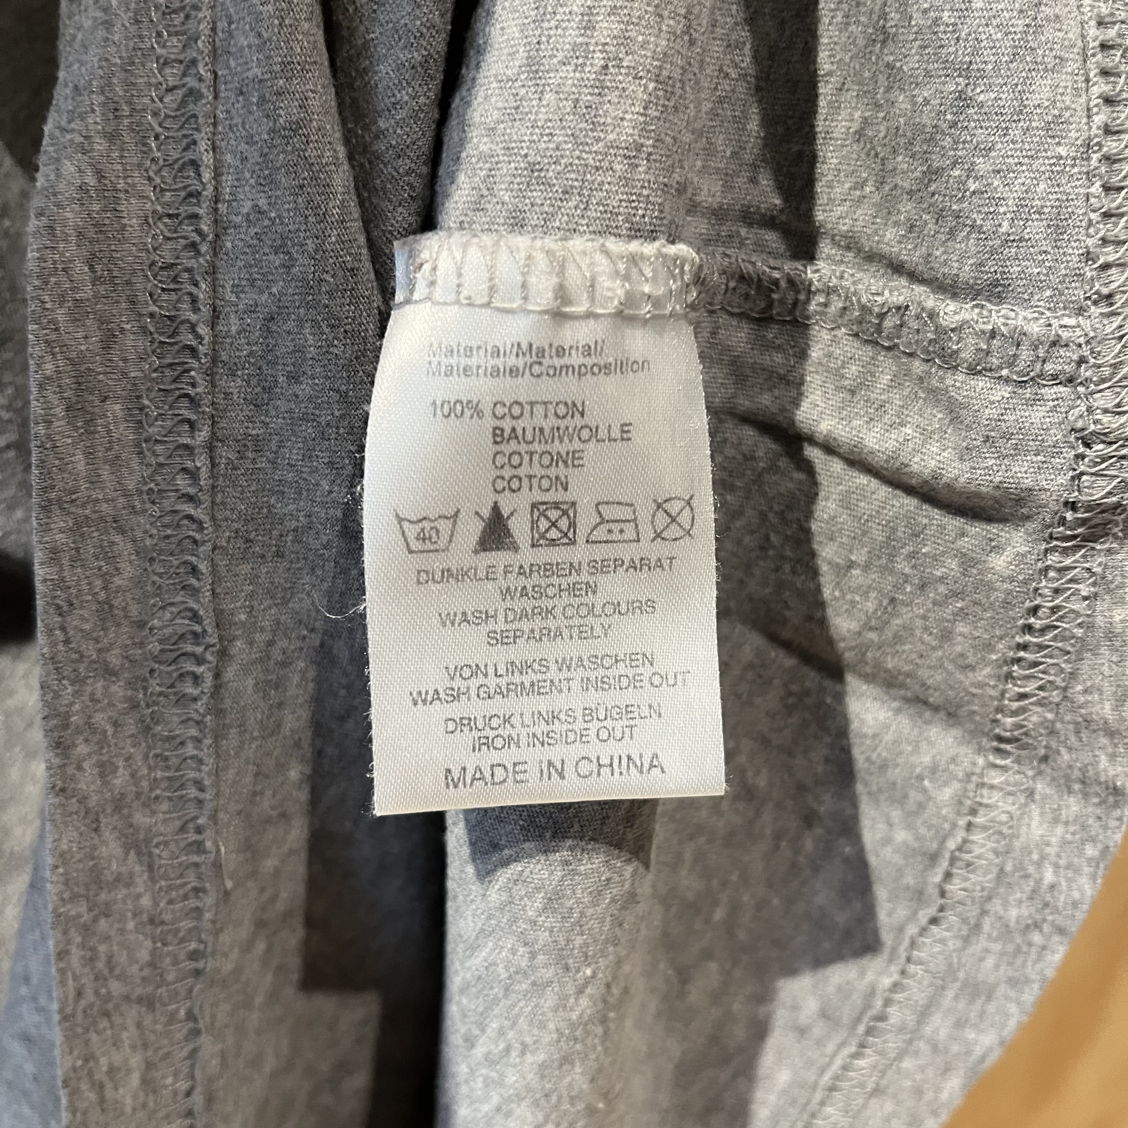 Material/Material/
Materiale/Composition
100% COTTON
BAUMWOLLE
COTONE
COTON
40
DUNKLE FARBEN SEPARAT
WASCHEN
WASH DARK COLOURS
SEPARATELY
VON LINKS WASCHEN
WASH GARMENT INSIDE OUT
DRUCK LINKS BÜGELN
IRON INSIDE OUT
MADE IN CHINA